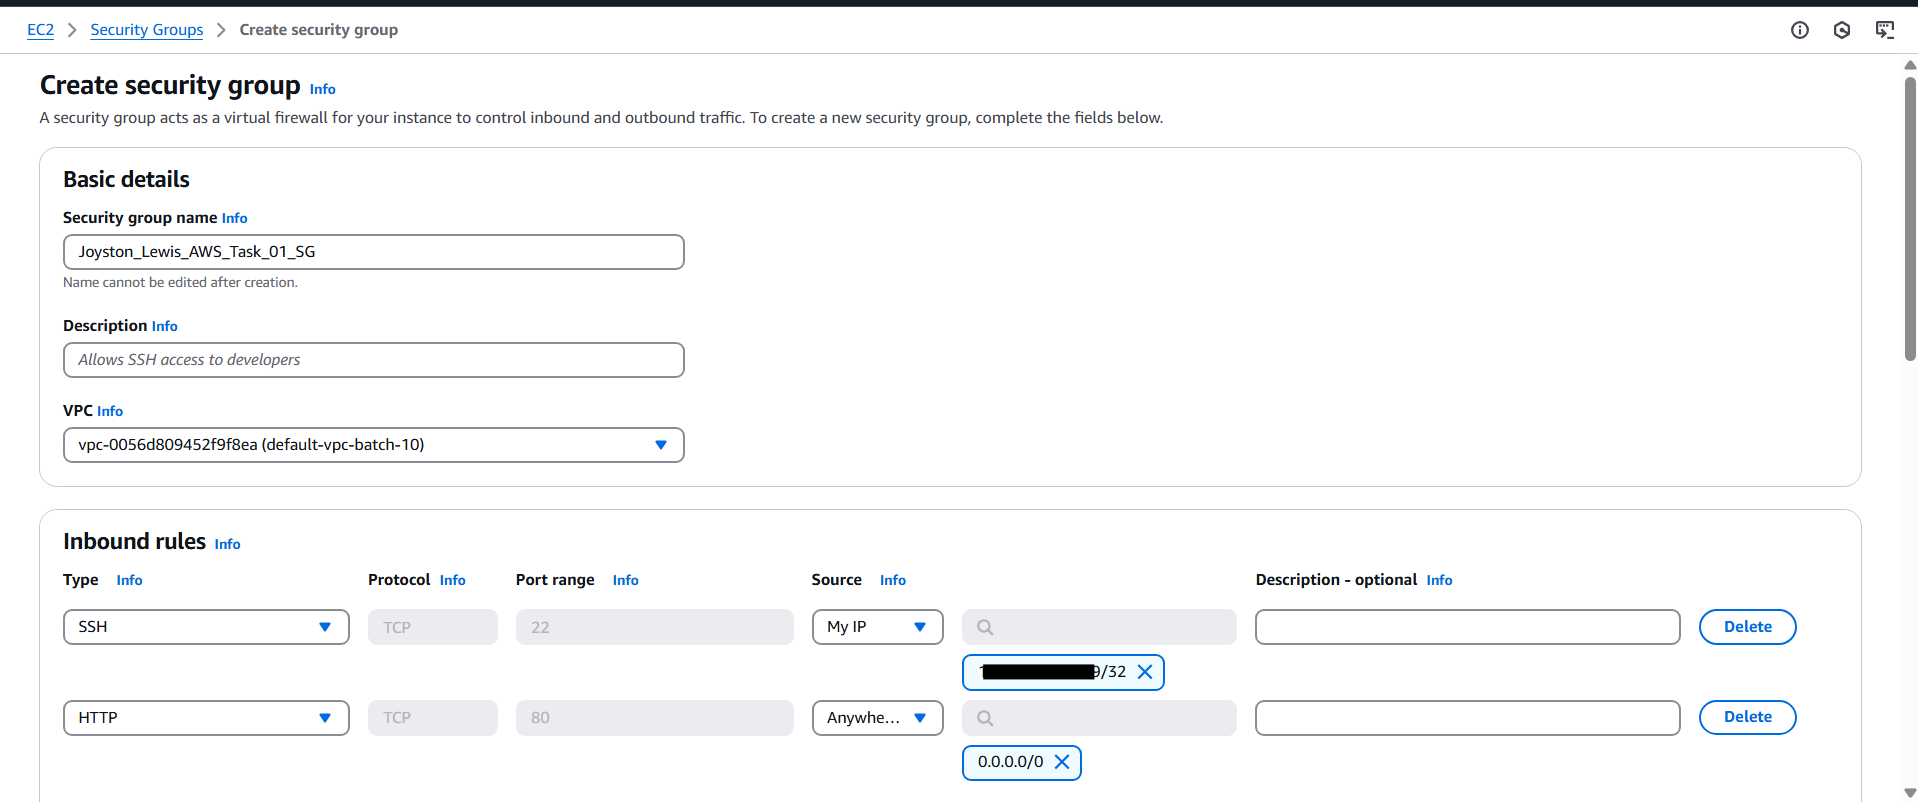 EC2 > Security Groups > Create security group
Create security group Info
A security group acts as a virtual firewall for your instance to control inbound and outbound traffic. To create a new security group, complete the fields below.
Basic details
Security group name Info
Joyston_Lewis_AWS_Task_01_SG
Name cannot be edited after creation.
Description Info
Allows SSH access to developers
VPC Info
vpc-0056d809452f9f8ea (default-vpc-batch-10)
Inbound rules Info
Type Info Protocol Info Port range Info Source Info Description - optional Info
SSH TCP 22 My IP Delete
9/32
HTTP TCP 80 Anywhe... Delete
0.0.0.0/0